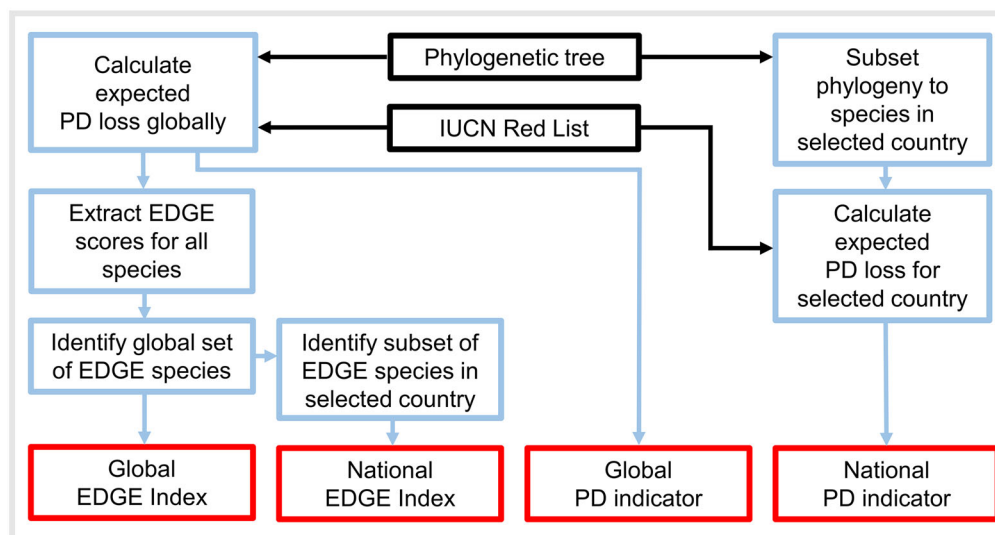 Calculate
expected
PD loss globally
Phylogenetic tree
IUCN Red List
Subset
phylogeny to
species in
selected country
Extract EDGE
scores for all
species
Calculate
expected
PD loss for
selected country
Identify global set
of EDGE species
Identify subset of
EDGE species in
selected country
Global
EDGE Index
National
EDGE Index
Global
PD indicator
National
PD indicator